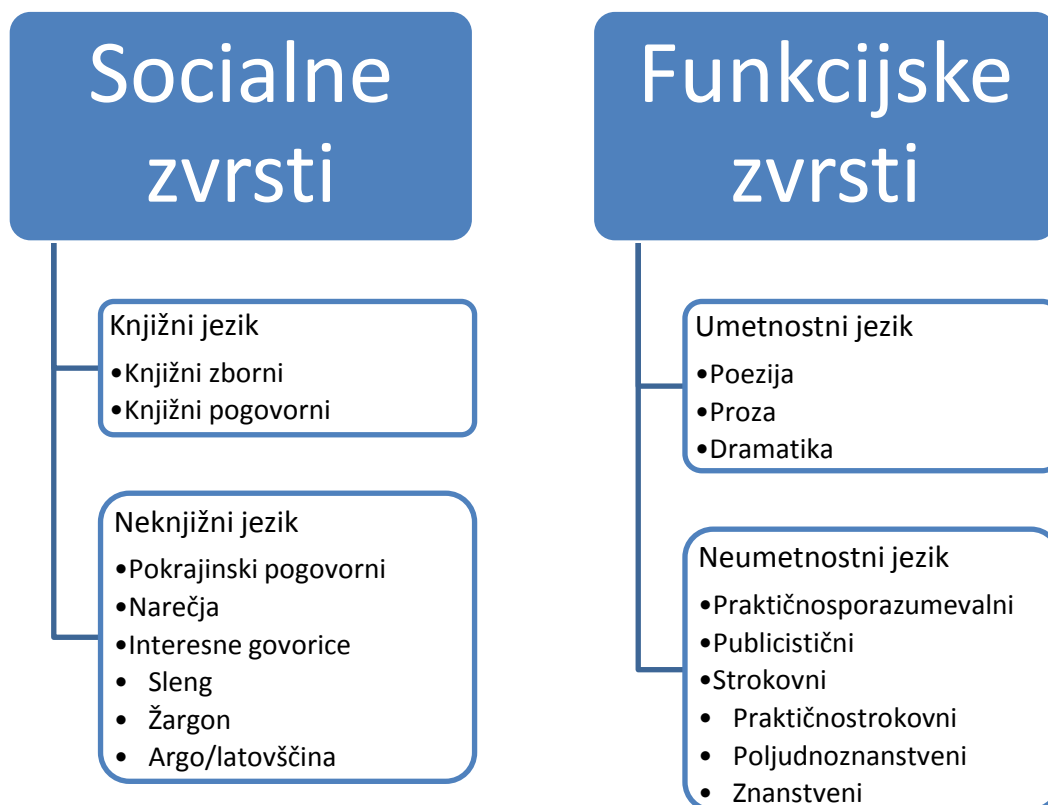 Socialne
zvrsti
Knjižni jezik
•Knjižni zborni
•Knjižni pogovorni
Neknjižni jezik
•Pokrajinski pogovorni
•Narečja
•Interesne govorice
• Sleng
• Žargon
• Argo/latovščina
Funkcijske
zvrsti
Umetnostni jezik
•Poezija
•Proza
•Dramatika
Neumetnostni jezik
•Praktičnosporazumevalni
•Publicistični
•Strokovni
• Praktičnostrokovni
• Poljudnoznanstveni
• Znanstveni